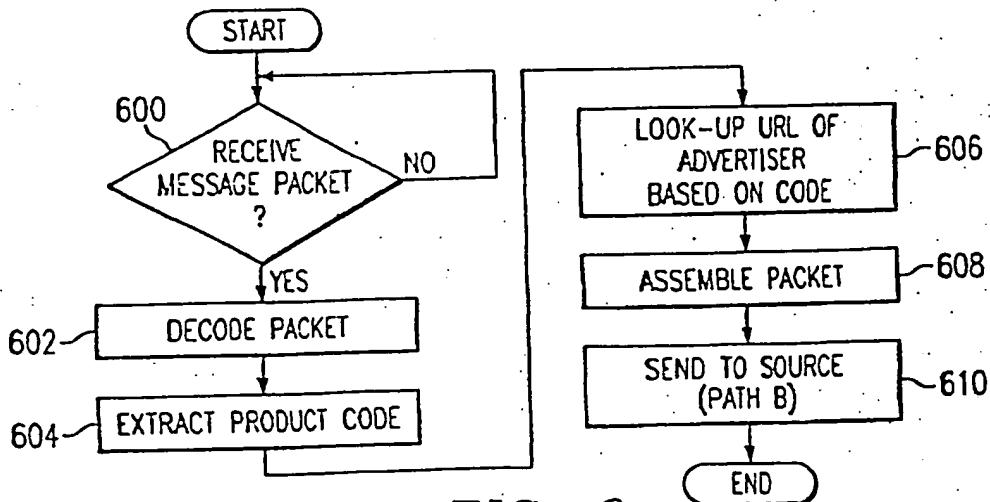 START
600
RECEIVE
MESSAGE PACKET
?
NO
YES
602
DECODE PACKET
604
EXTRACT PRODUCT CODE
LOOK-UP URL OF
ADVERTISER
BASED ON CODE
606
ASSEMBLE PACKET
608
SEND TO SOURCE
(PATH B)
610
END